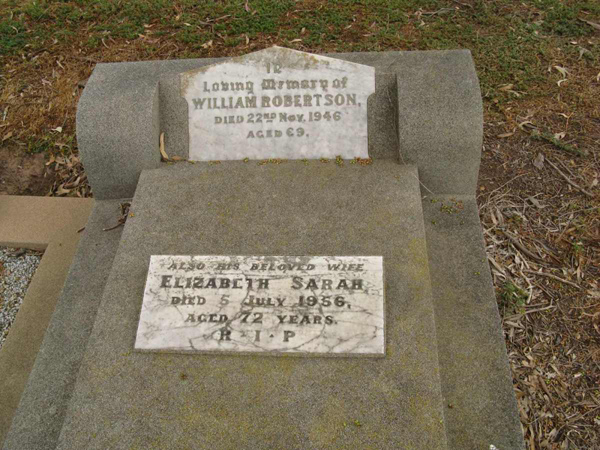 IN
Loving Memory of
WILLIAM ROBERTSON,
DIED 22ND NOV. 1946
AGED 69.
ALSO HIS BELOVED WIFE
ELIZABETH SARAH,
DIED 5 JULY 1956,
AGED 72 YEARS.
R·I·P